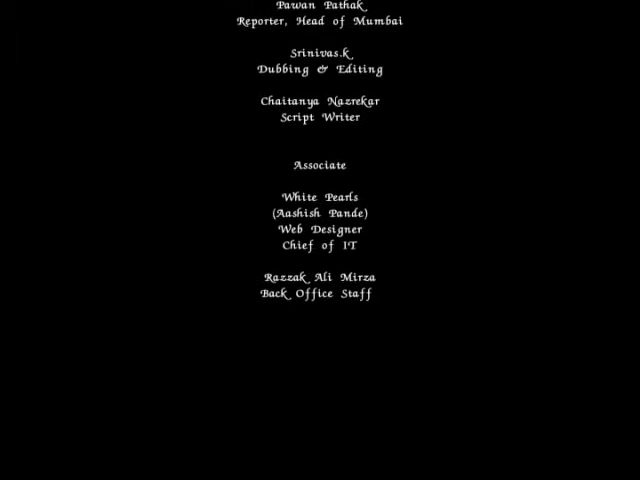 Pawan Pathak
Reporter, Head of Mumbai
Srinivas.k
Dubbing & Editing
Chaitanya Nazrekar
Script Writer
Associate
White Pearls
(Aashish Pande)
Web Designer
Chief of IT
Razzak Ali Mirza
Back Office Staff